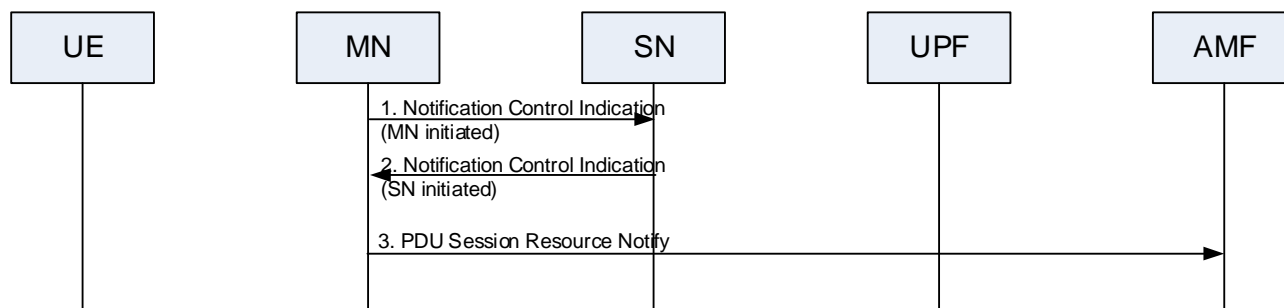 UE
MN
SN
UPF
AMF
1. Notification Control Indication
(MN initiated)
2. Notification Control Indication
(SN initiated)
3. PDU Session Resource Notify